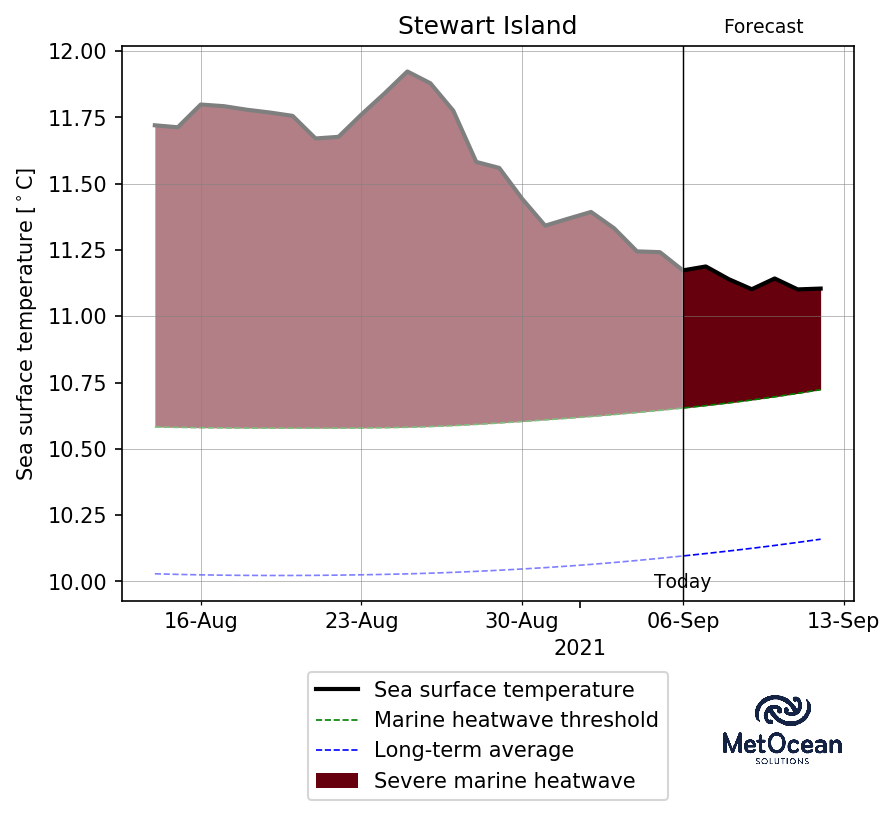 Stewart Island
Forecast
Sea surface temperature [°C]
12.00
11.75
11.50
11.25
11.00
10.75
10.50
10.25
10.00
Today
16-Aug
23-Aug
30-Aug
06-Sep
13-Sep
2021
Sea surface temperature
Marine heatwave threshold
Long-term average
Severe marine heatwave
MetOcean
SOLUTIONS